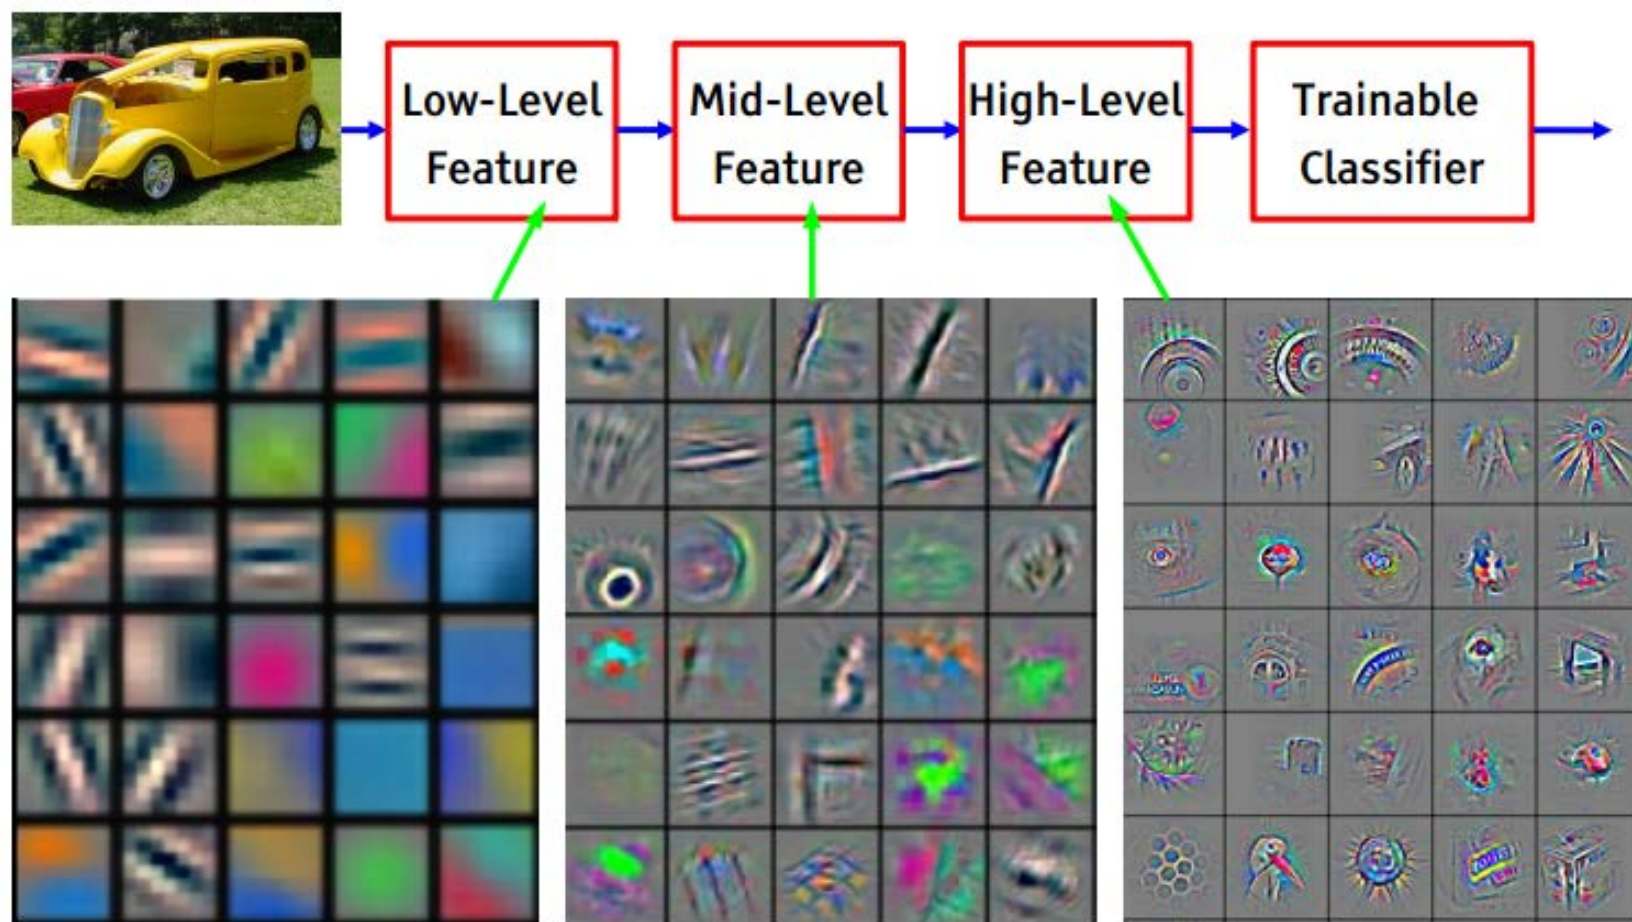 Low-Level
Feature
Mid-Level
Feature
High-Level
Feature
Trainable
Classifier